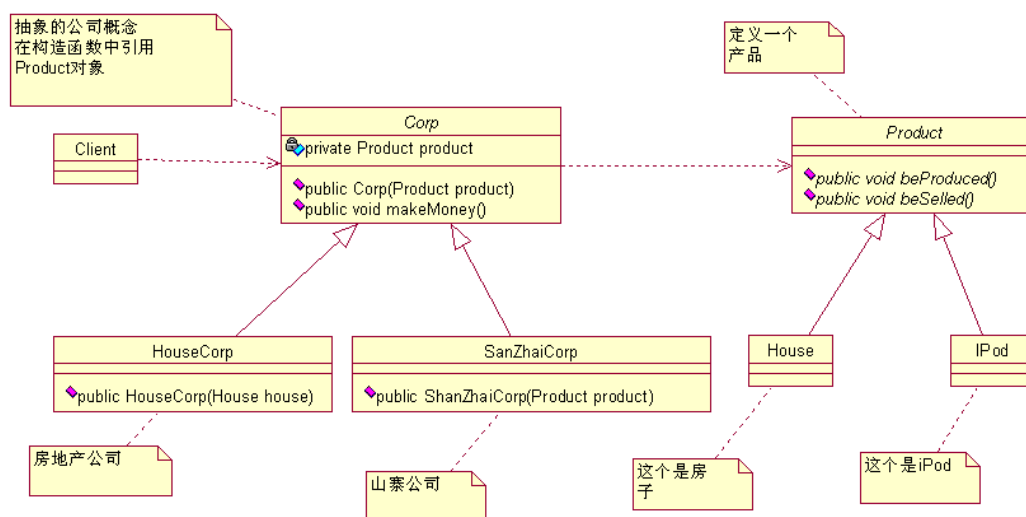 抽象的公司概念
在构造函数中引用
Product对象
定义一个
产品
Client
Corp
private Product product
public Corp(Product product)
public void makeMoney()
Product
public void beProduced()
public void beSelled()
HouseCorp
public HouseCorp(House house)
SanZhaiCorp
public ShanZhaiCorp(Product product)
House
IPod
房地产公司
山寨公司
这个是房
子
这个是iPod